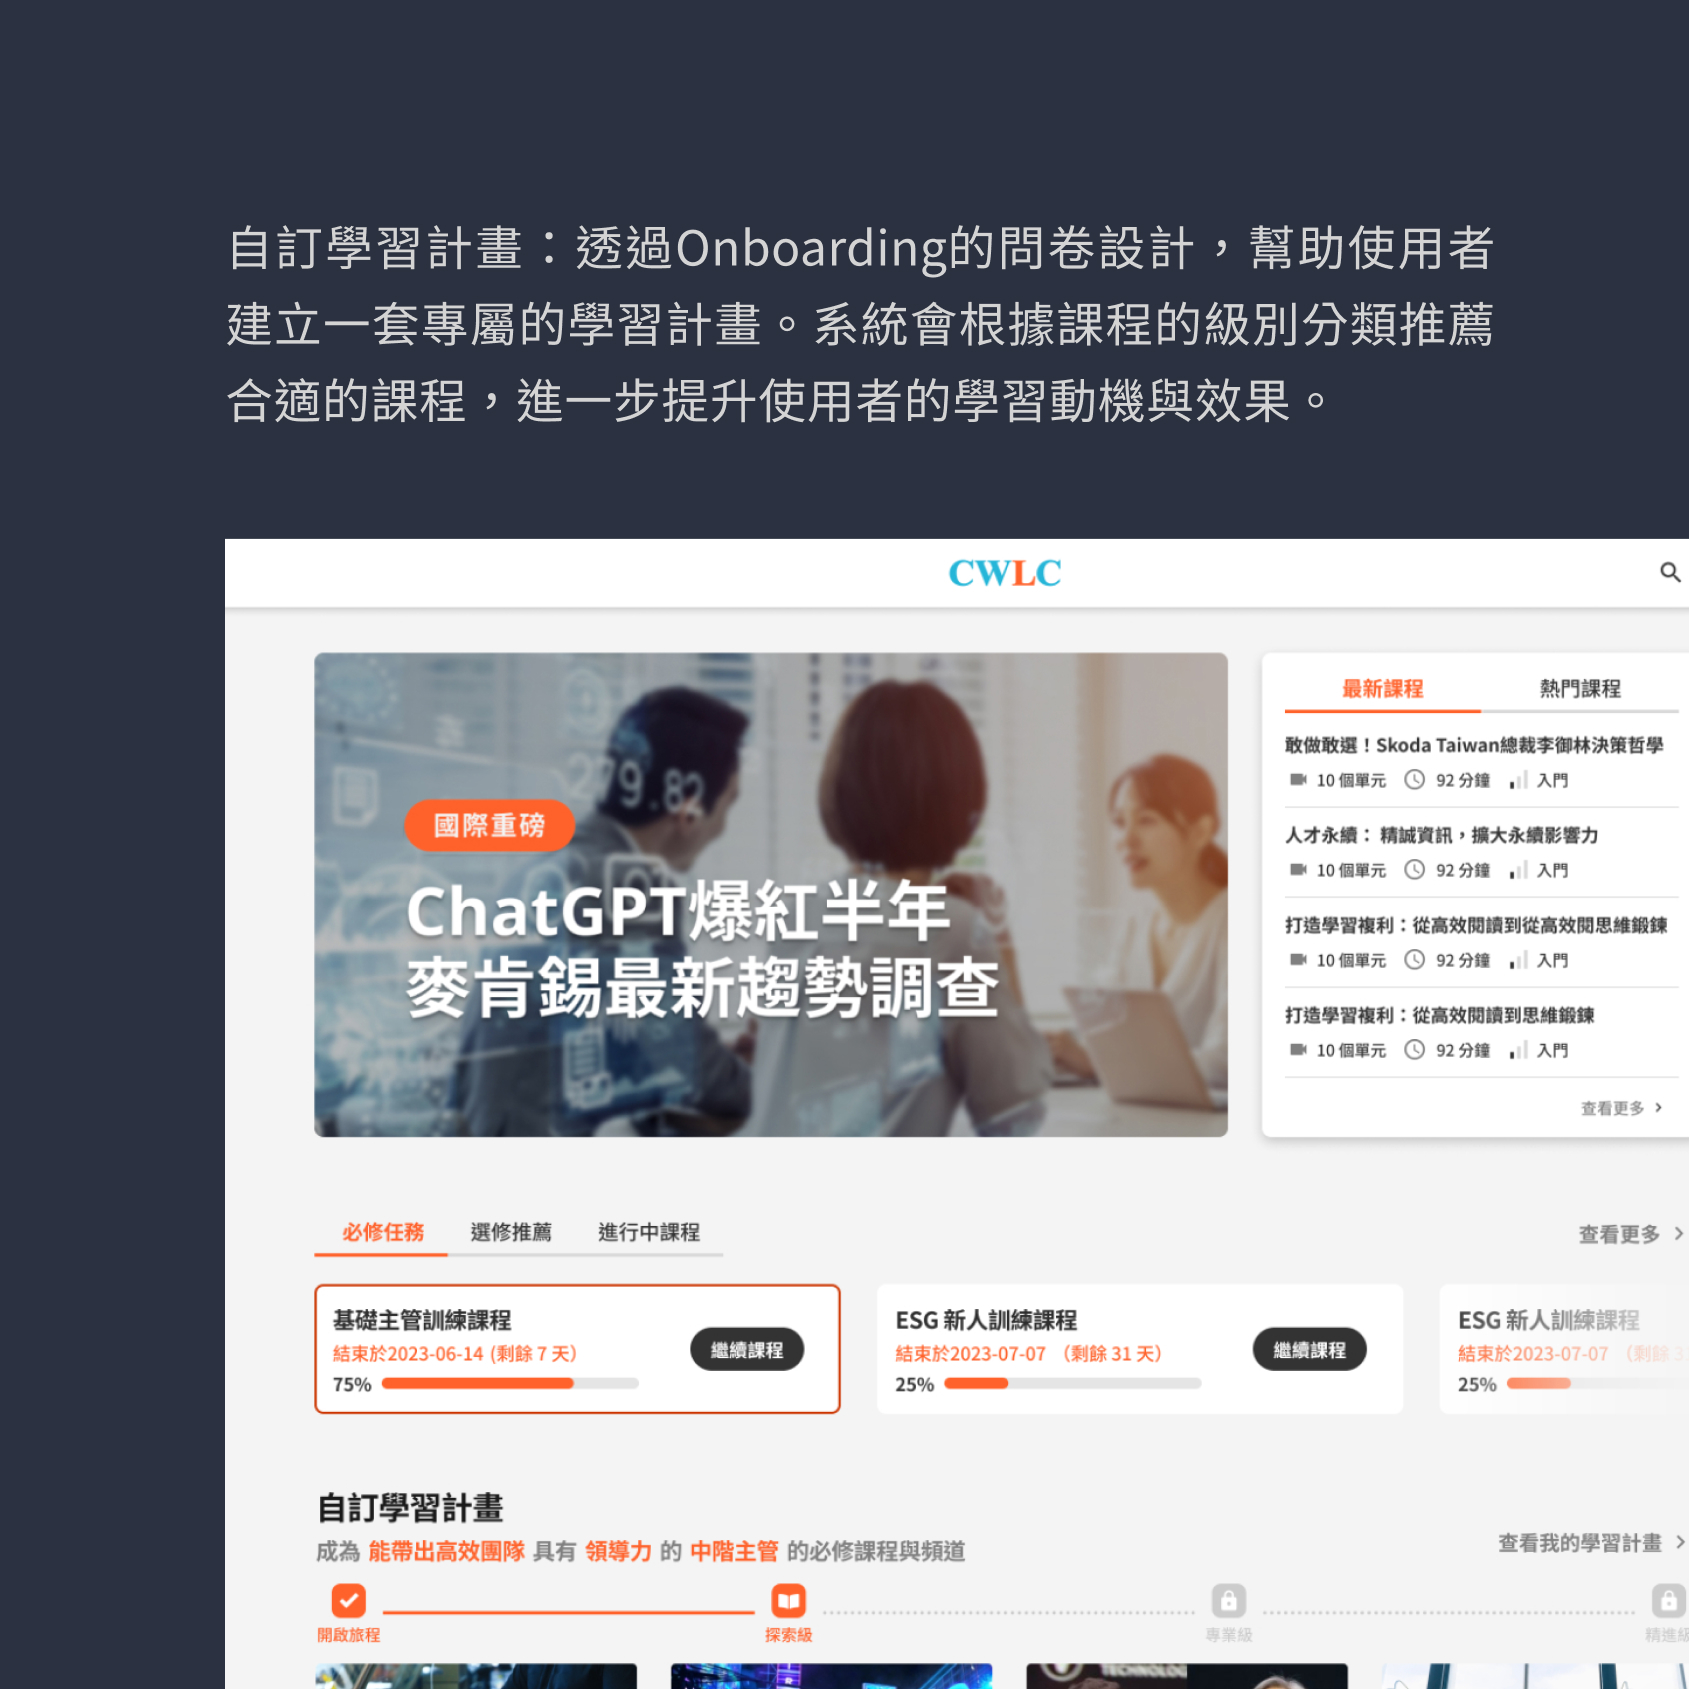 自訂學習計畫：透過Onboarding的問卷設計，幫助使用者
建立一套專屬的學習計畫。系統會根據課程的級別分類推薦
合適的課程，進一步提升使用者的學習動機與效果。
CWLC
國際重磅
ChatGPT爆紅半年
麥肯錫最新趨勢調查
279.82
最新課程 熱門課程
敢做敢選！Skoda Taiwan總裁李御林決策哲學
10 個單元 92 分鐘 入門
人才永續： 精誠資訊，擴大永續影響力
10 個單元 92 分鐘 入門
打造學習複利：從高效閱讀到從高效閱思維鍛鍊
10 個單元 92 分鐘 入門
打造學習複利：從高效閱讀到思維鍛鍊
10 個單元 92 分鐘 入門
查看更多
必修任務 選修推薦 進行中課程 查看更多
基礎主管訓練課程
結束於2023-06-14 (剩餘 7 天）
75%
繼續課程
ESG 新人訓練課程
結束於2023-07-07 （剩餘 31 天）
25%
繼續課程
ESG 新人訓練課程
結束於2023-07-07 （剩餘 3
25%
自訂學習計畫
成為 能帶出高效團隊 具有 領導力 的 中階主管 的必修課程與頻道
查看我的學習計畫
開啟旅程 探索級 專業級 精進級
TECHNOLOG